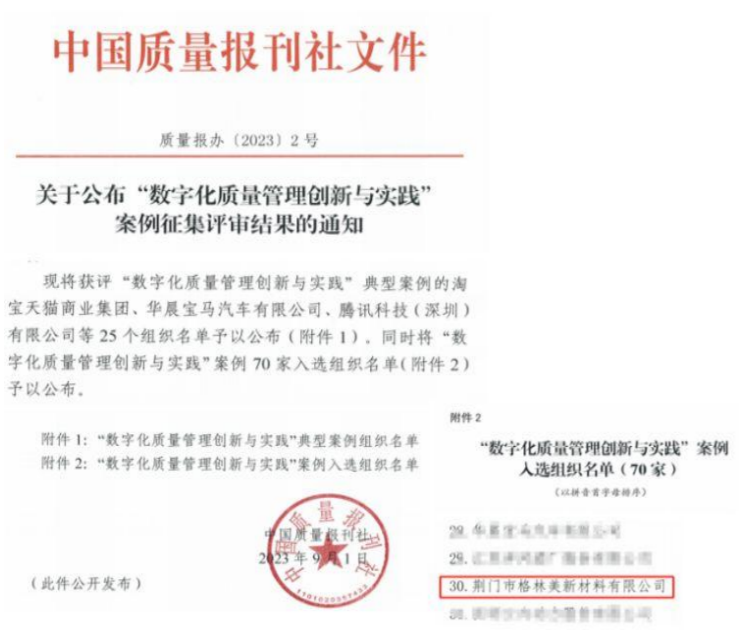 中国质量报刊社文件
质量报办〔2023〕2号
关于公布“数字化质量管理创新与实践”
案例征集评审结果的通知
现将获评“数字化质量管理创新与实践”典型案例的淘
宝天猫商业集团、华晨宝马汽车有限公司、腾讯科技（深圳）
有限公司等25个组织名单予以公布（附件1），同时将“数
字化质量管理创新与实践”案例70家入选组织名单（附件2）
予以公布。
附件1：“数字化质量管理创新与实践”典型案例组织名单
附件2：“数字化质量管理创新与实践”案例入选组织名单
中国质量报刊社
2023年9月1日
中国质量报刊社
（此件公开发布）
附件2
“数字化质量管理创新与实践”案例
入选组织名单（70家）
（以拼音首字母排序）
29.
30.荆门市格林美新材料有限公司